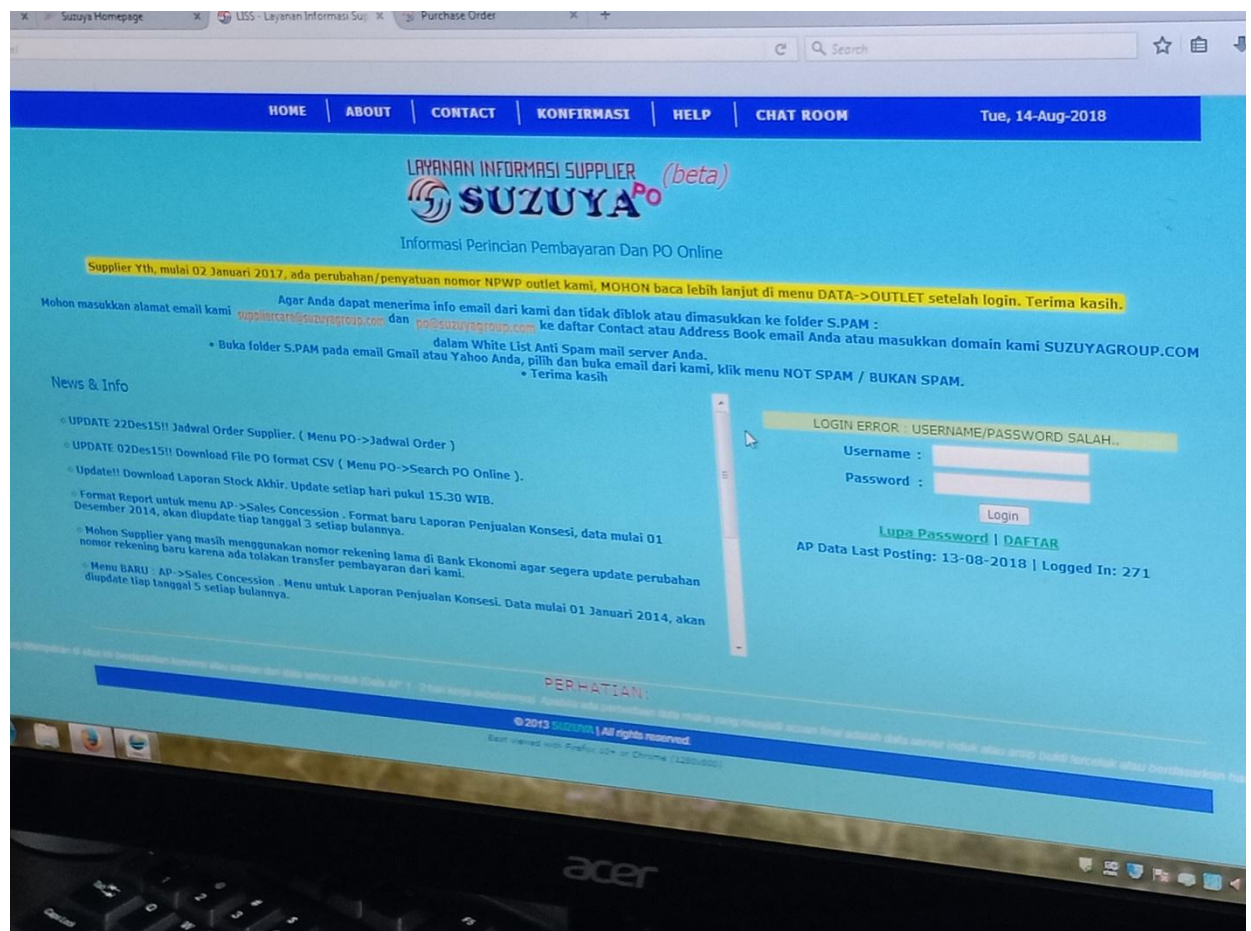 Suzuya Homepage
LISS - Layanan Informasi Sup
Purchase Order
Search
HOME | ABOUT | CONTACT | KONFIRMASI | HELP | CHAT ROOM
Tue, 14-Aug-2018
LAYANAN INFORMASI SUPPLIER (beta)
SUZUYA PO
Informasi Perincian Pembayaran Dan PO Online
Supplier Yth, mulai 02 Januari 2017, ada perubahan/penyatuan nomor NPWP outlet kami, MOHON baca lebih lanjut di menu DATA->OUTLET setelah login. Terima kasih.
Agar Anda dapat menerima info email dari kami dan tidak diblok atau dimasukkan ke folder S.PAM :
Mohon masukkan alamat email kami suppliercare@suzuyagroup.com dan po@suzuyagroup.com ke daftar Contact atau Address Book email Anda atau masukkan domain kami SUZUYAGROUP.COM
dalam White List Anti Spam mail server Anda.
• Buka folder S.PAM pada email Gmail atau Yahoo Anda, pilih dan buka email dari kami, klik menu NOT SPAM / BUKAN SPAM.
• Terima kasih
News & Info
UPDATE 22Des15!! Jadwal Order Supplier. ( Menu PO->Jadwal Order )
UPDATE 02Des15!! Download File PO format CSV ( Menu PO->Search PO Online ).
Update!! Download Laporan Stock Akhir. Update setiap hari pukul 15.30 WIB.
Format Report untuk menu AP->Sales Concession . Format baru Laporan Penjualan Konsesi, data mulai 01
Desember 2014, akan diupdate tiap tanggal 3 setiap bulannya.
Mohon Supplier yang masih menggunakan nomor rekening lama di Bank Ekonomi agar segera update perubahan
nomor rekening baru karena ada tolakan transfer pembayaran dari kami.
Menu BARU : AP->Sales Concession . Menu untuk Laporan Penjualan Konsesi. Data mulai 01 Januari 2014, akan
diupdate tiap tanggal 5 setiap bulannya.
LOGIN ERROR : USERNAME/PASSWORD SALAH..
Username :
Password :
Login
Lupa Password | DAFTAR
AP Data Last Posting: 13-08-2018 | Logged In: 271
PERHATIAN:
© 2013 SUZUYA | All rights reserved.
Best viewed with Firefox 10+ or Chrome (1280x800)
acer